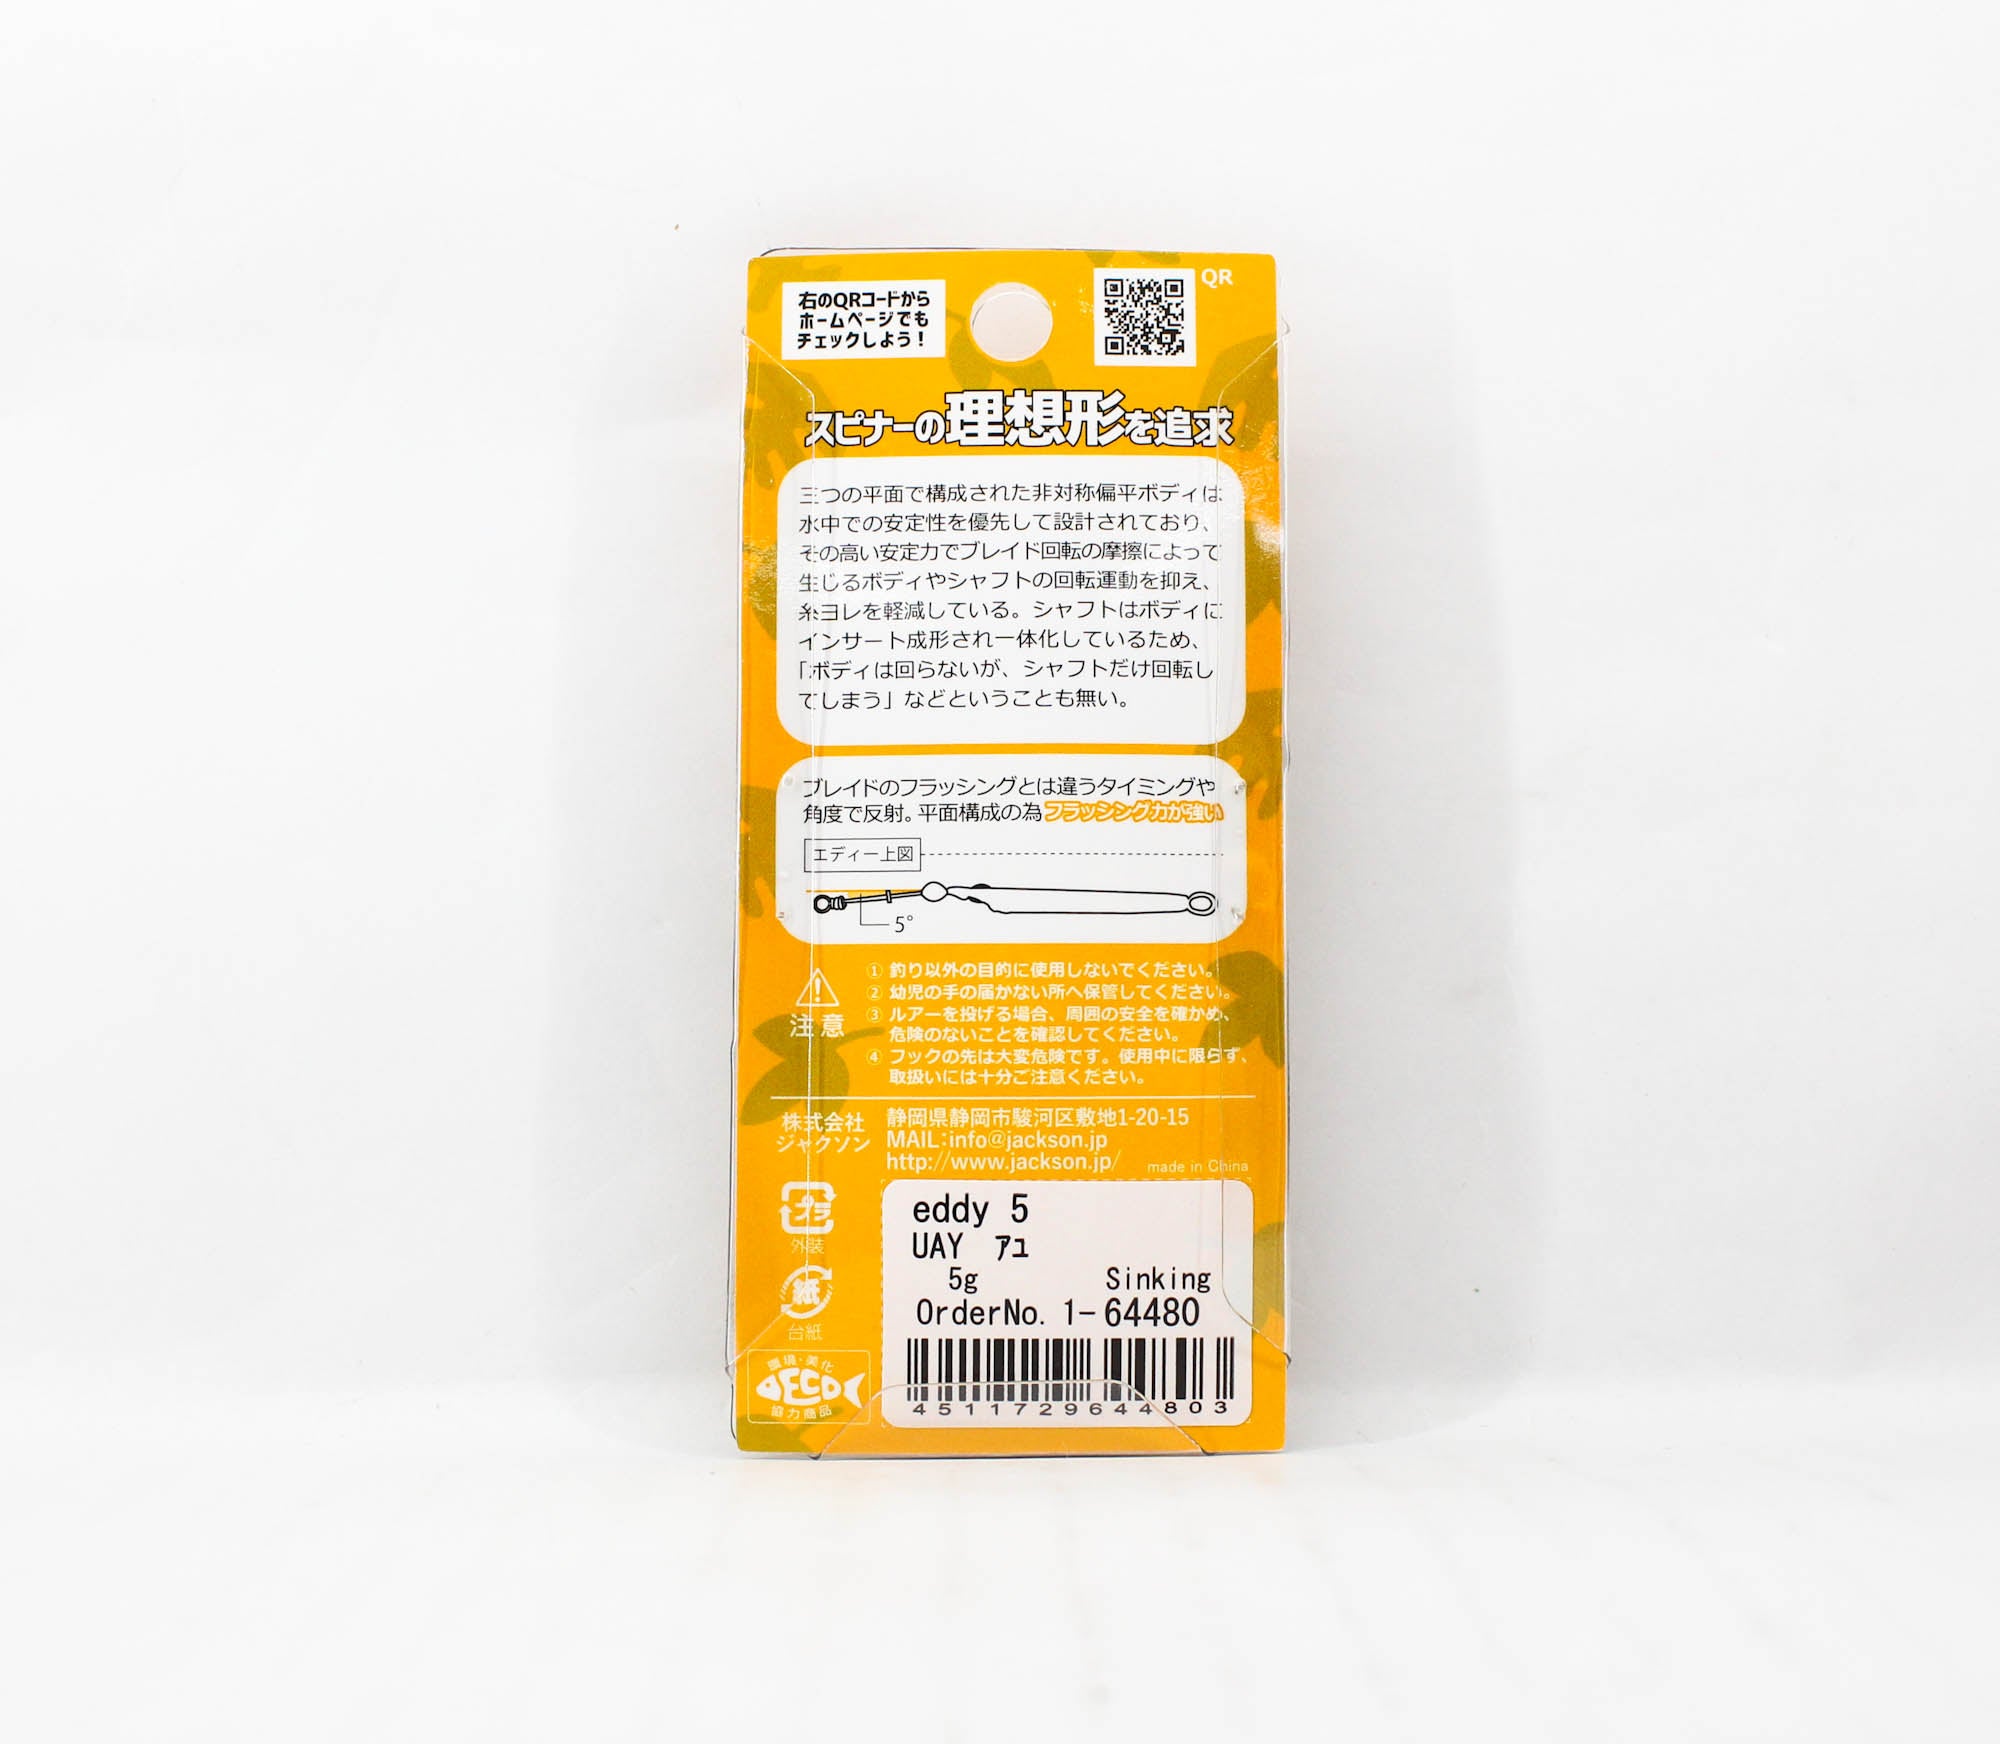 右のQRコードから
ホームページでも
チェックしよう！
QR
スピナーの理想形を追求
三つの平面で構成された非対称偏平ボディは
水中での安定性を優先して設計されており、
その高い安定力でブレイド回転の摩擦によって
生じるボディやシャフトの回転運動を抑え、
糸ヨレを軽減している。シャフトはボディに
インサート成形され一体化しているため、
「ボディは回らないが、シャフトだけ回転し
てしまう」などということも無い。
ブレイドのフラッシングとは違うタイミングや
角度で反射。平面構成の為フラッシング力が強い
エディー上図
5°
注意
① 釣り以外の目的に使用しないでください。
② 幼児の手の届かない所へ保管してください。
③ ルアーを投げる場合、周囲の安全を確かめ、
危険のないことを確認してください。
④ フックの先は大変危険です。使用中に限らず、
取扱いには十分ご注意ください。
株式会社
ジャクソン
静岡県静岡市駿河区敷地1-20-15
MAIL:info@jackson.jp
http://www.jackson.jp/
made in China
プラ
外装
紙
台紙
環境・美化
ECO
協力商品
eddy 5
UAY アユ
5g Sinking
OrderNo. 1-64480
4511729644803